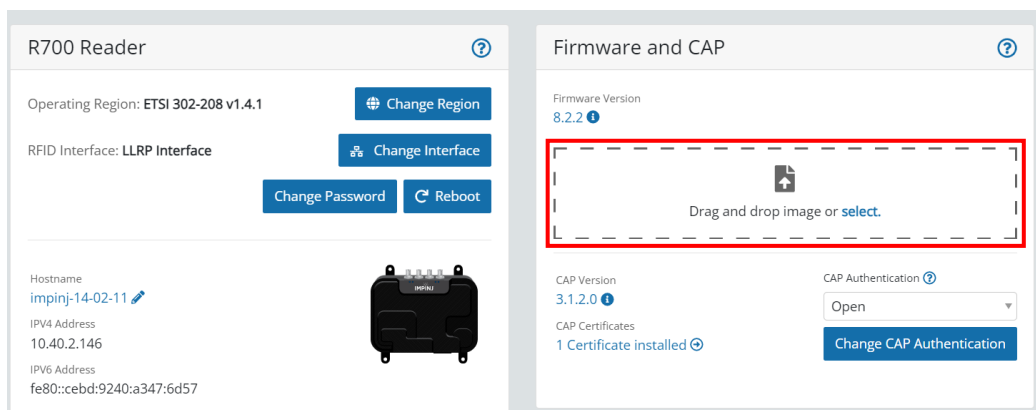 R700 Reader
Operating Region: ETSI 302-208 v1.4.1
Change Region
RFID Interface: LLRP Interface
Change Interface
Change Password
Reboot
Hostname
impinj-14-02-11
IPV4 Address
10.40.2.146
IPV6 Address
fe80::cebd:9240:a347:6d57
IMPINJ
Firmware and CAP
Firmware Version
8.2.2
Drag and drop image or select.
CAP Version
3.1.2.0
CAP Certificates
1 Certificate installed
CAP Authentication
Open
Change CAP Authentication